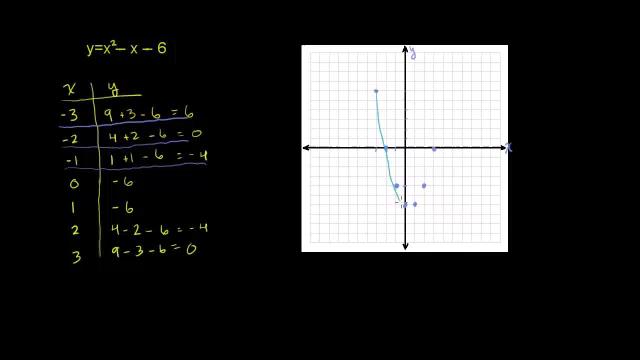 y=x²− x − 6
x y
-3 9 + 3 - 6 = 6
-2 4 + 2 - 6 = 0
-1 1 + 1 - 6 = -4
0 -6
1 -6
2 4 - 2 - 6 = -4
3 9 - 3 - 6 = 0
y
x